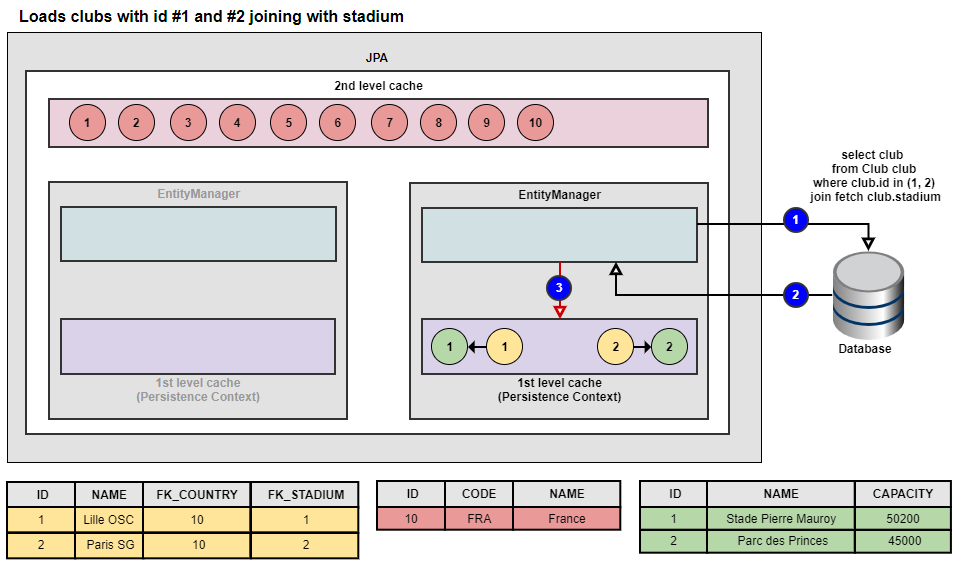 Loads clubs with id #1 and #2 joining with stadium
JPA
2nd level cache
1 2 3 4 5 6 7 8 9 10
select club
from Club club
where club.id in (1, 2)
join fetch club.stadium
EntityManager
EntityManager
1
3
2
1 1 2 2
Database
1st level cache
(Persistence Context)
1st level cache
(Persistence Context)
ID NAME FK_COUNTRY FK_STADIUM
1 Lille OSC 10 1
2 Paris SG 10 2
ID CODE NAME
10 FRA France
ID NAME CAPACITY
1 Stade Pierre Mauroy 50200
2 Parc des Princes 45000